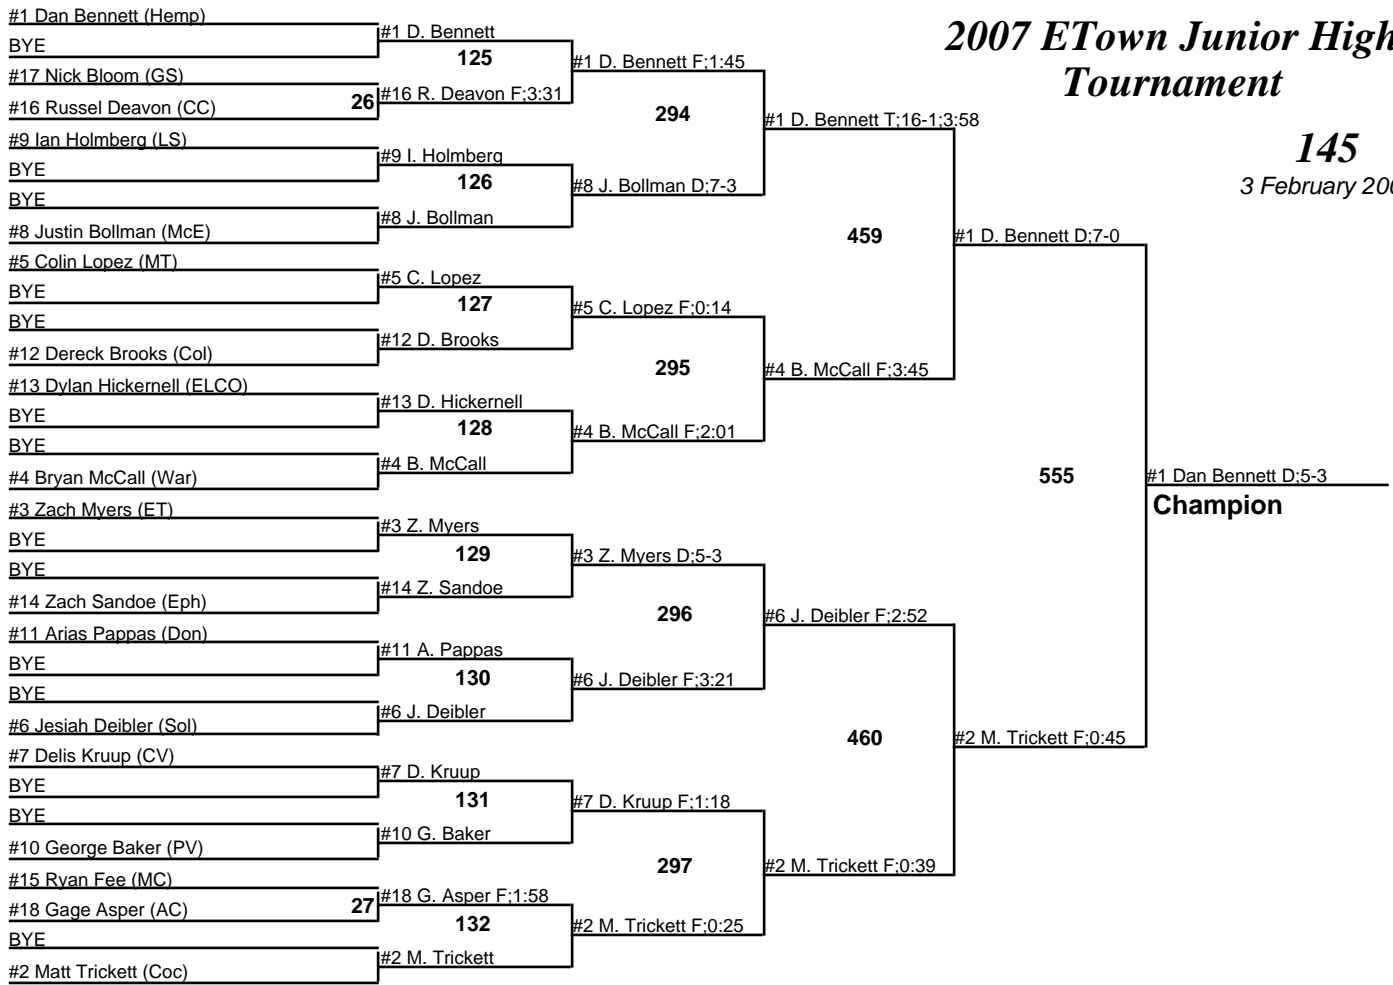 2007 ETown Junior High
Tournament
145
3 February 200
#1 Dan Bennett (Hemp)
BYE
#17 Nick Bloom (GS)
#16 Russel Deavon (CC)
#9 Ian Holmberg (LS)
BYE
BYE
#8 Justin Bollman (McE)
#5 Colin Lopez (MT)
BYE
BYE
#12 Dereck Brooks (Col)
#13 Dylan Hickernell (ELCO)
BYE
BYE
#4 Bryan McCall (War)
#3 Zach Myers (ET)
BYE
BYE
#14 Zach Sandoe (Eph)
#11 Arias Pappas (Don)
BYE
BYE
#6 Jesiah Deibler (Sol)
#7 Delis Kruup (CV)
BYE
BYE
#10 George Baker (PV)
#15 Ryan Fee (MC)
#18 Gage Asper (AC)
BYE
#2 Matt Trickett (Coc)
26
27
#1 D. Bennett
125
#16 R. Deavon F;3:31
#9 I. Holmberg
126
#8 J. Bollman
#5 C. Lopez
127
#12 D. Brooks
#13 D. Hickernell
128
#4 B. McCall
#3 Z. Myers
129
#14 Z. Sandoe
#11 A. Pappas
130
#6 J. Deibler
#7 D. Kruup
131
#10 G. Baker
#18 G. Asper F;1:58
132
#2 M. Trickett
#1 D. Bennett F;1:45
294
#8 J. Bollman D;7-3
#5 C. Lopez F;0:14
295
#4 B. McCall F;2:01
#3 Z. Myers D;5-3
296
#6 J. Deibler F;3:21
#7 D. Kruup F;1:18
297
#2 M. Trickett F;0:25
#1 D. Bennett T;16-1;3:58
459
#4 B. McCall F;3:45
#6 J. Deibler F;2:52
460
#2 M. Trickett F;0:39
#1 D. Bennett D;7-0
555
#2 M. Trickett F;0:45
#1 Dan Bennett D;5-3
Champion